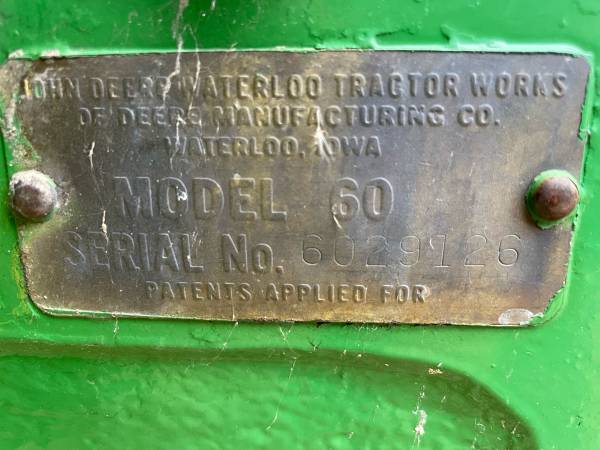 JOHN DEERE WATERLOO TRACTOR WORKS
OF DEERE MANUFACTURING CO.
WATERLOO, IOWA
MODEL 60
SERIAL No. 6029126
PATENTS APPLIED FOR